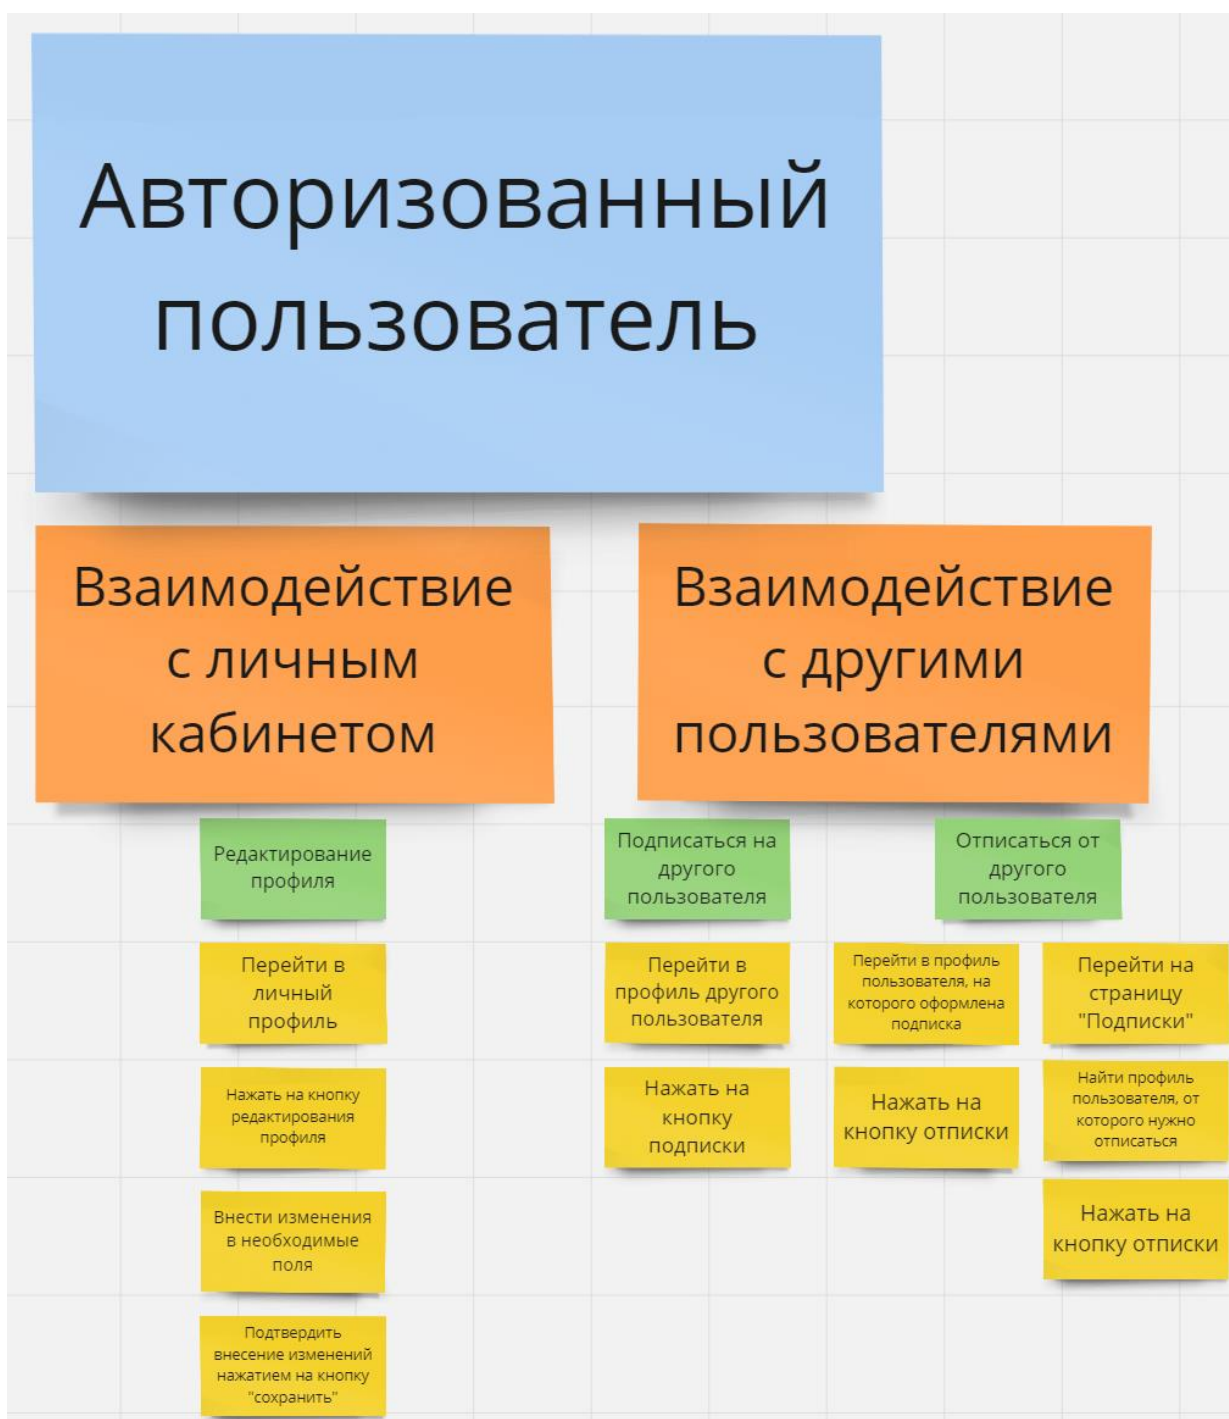 Авторизованный
пользователь
Взаимодействие
с личным
кабинетом
Взаимодействие
с другими
пользователями
Редактирование
профиля
Подписаться на
другого
пользователя
Отписаться от
другого
пользователя
Перейти в
личный
профиль
Перейти в
профиль другого
пользователя
Перейти в профиль
пользователя, на
которого оформлена
подписка
Перейти на
страницу
"Подписки"
Нажать на кнопку
редактирования
профиля
Нажать на
кнопку
подписки
Нажать на
кнопку отписки
Найти профиль
пользователя, от
которого нужно
отписаться
Внести изменения
в необходимые
поля
Нажать на
кнопку отписки
Подтвердить
внесение изменений
нажатием на кнопку
"сохранить"